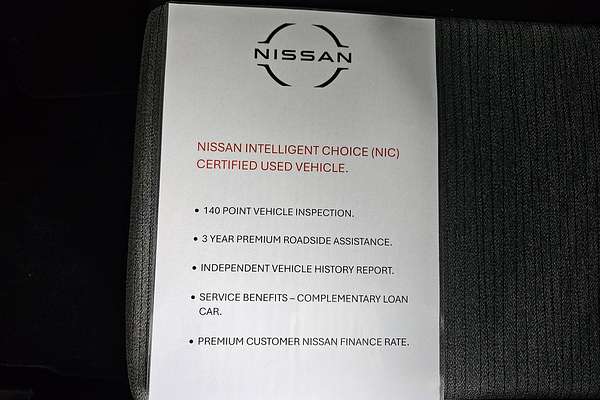 NISSAN
NISSAN INTELLIGENT CHOICE (NIC)
CERTIFIED USED VEHICLE.
• 140 POINT VEHICLE INSPECTION.
• 3 YEAR PREMIUM ROADSIDE ASSISTANCE.
• INDEPENDENT VEHICLE HISTORY REPORT.
• SERVICE BENEFITS – COMPLEMENTARY LOAN
CAR.
• PREMIUM CUSTOMER NISSAN FINANCE RATE.